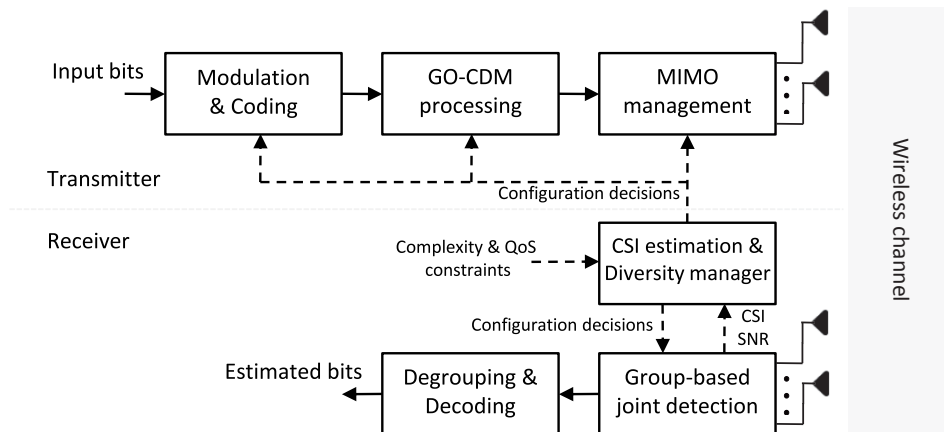 Input bits
Modulation
& Coding
GO-CDM
processing
MIMO
management
Transmitter
Configuration decisions
Wireless channel
Receiver
Complexity & QoS
constraints
CSI estimation &
Diversity manager
Configuration decisions
CSI
SNR
Estimated bits
Degrouping &
Decoding
Group-based
joint detection